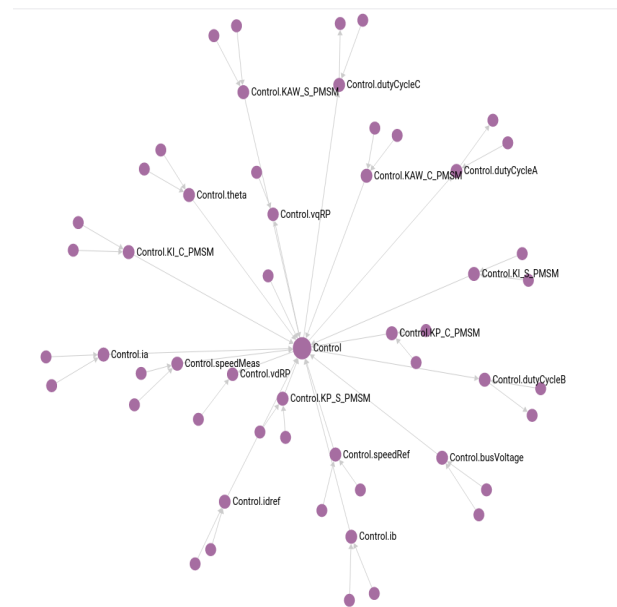 Control.dutyCycleC
Control.KAW_S_PMSM
Control.dutyCycleA
Control.KAW_C_PMSM
Control.theta
Control.vqRP
Control.KI_C_PMSM
Control.KI_S_PMSM
Control.KP_C_PMSM
Control
Control.ia
Control.speedMeas
Control.vdRP
Control.dutyCycleB
Control.KP_S_PMSM
Control.speedRef
Control.busVoltage
Control.idref
Control.ib